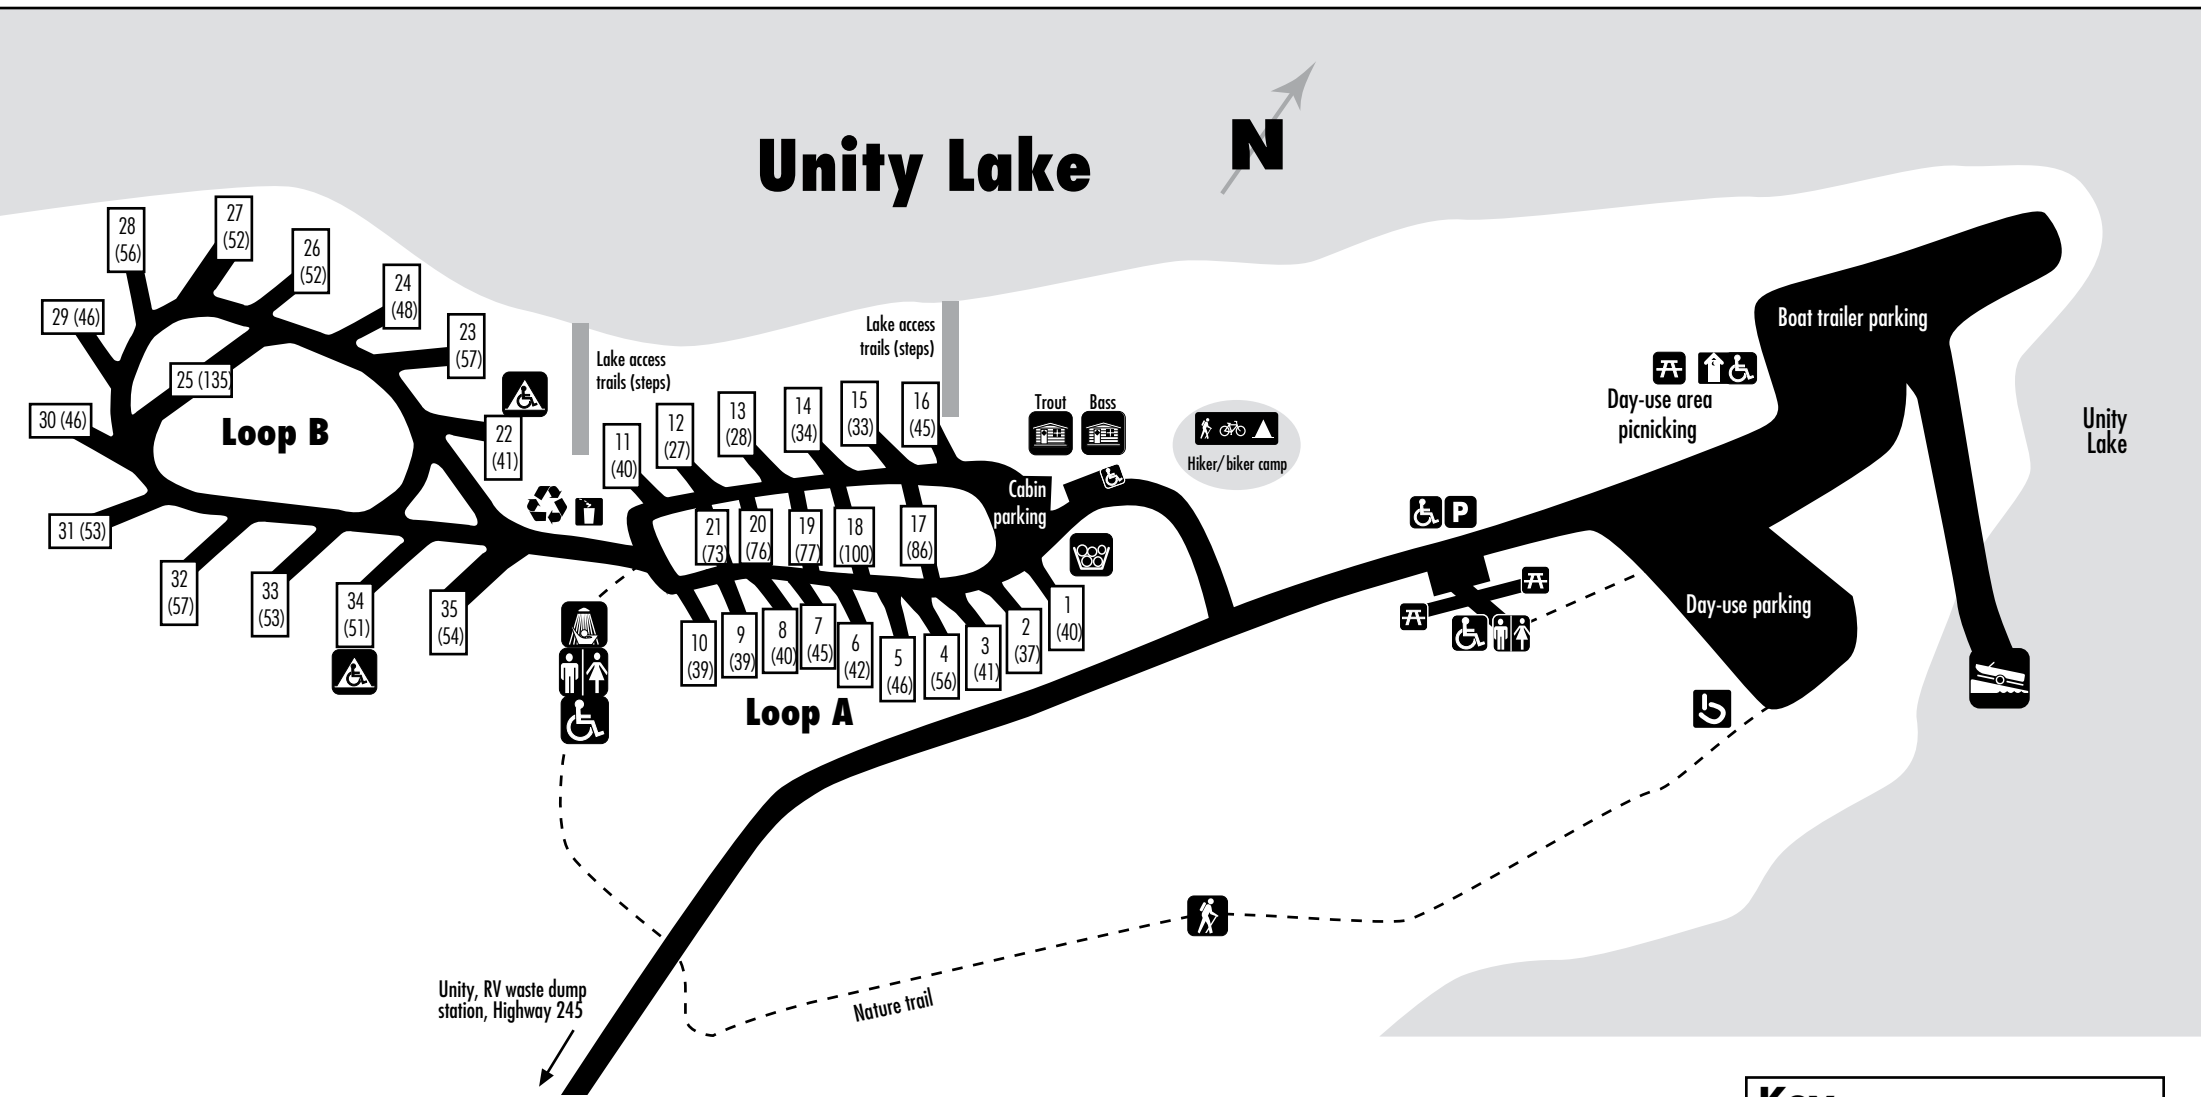 Unity Lake
N
28
(56)
27
(52)
26
(52)
24
(48)
29 (46)
23
(57)
25 (135)
30 (46)
Loop B
22
(41)
31 (53)
32
(57)
33
(53)
34
(51)
35
(54)
Lake access
trails (steps)
Lake access
trails (steps)
11
(40)
12
(27)
13
(28)
14
(34)
15
(33)
16
(45)
Trout
Bass
Hiker/biker camp
Cabin
parking
21
(73)
20
(76)
19
(77)
18
(100)
17
(86)
10
(39)
9
(39)
8
(40)
7
(45)
6
(42)
5
(46)
4
(56)
3
(41)
2
(37)
1
(40)
Loop A
Boat trailer parking
Day-use area
picnicking
Unity
Lake
P
Day-use parking
Unity, RV waste dump
station, Highway 245
Nature trail
Key